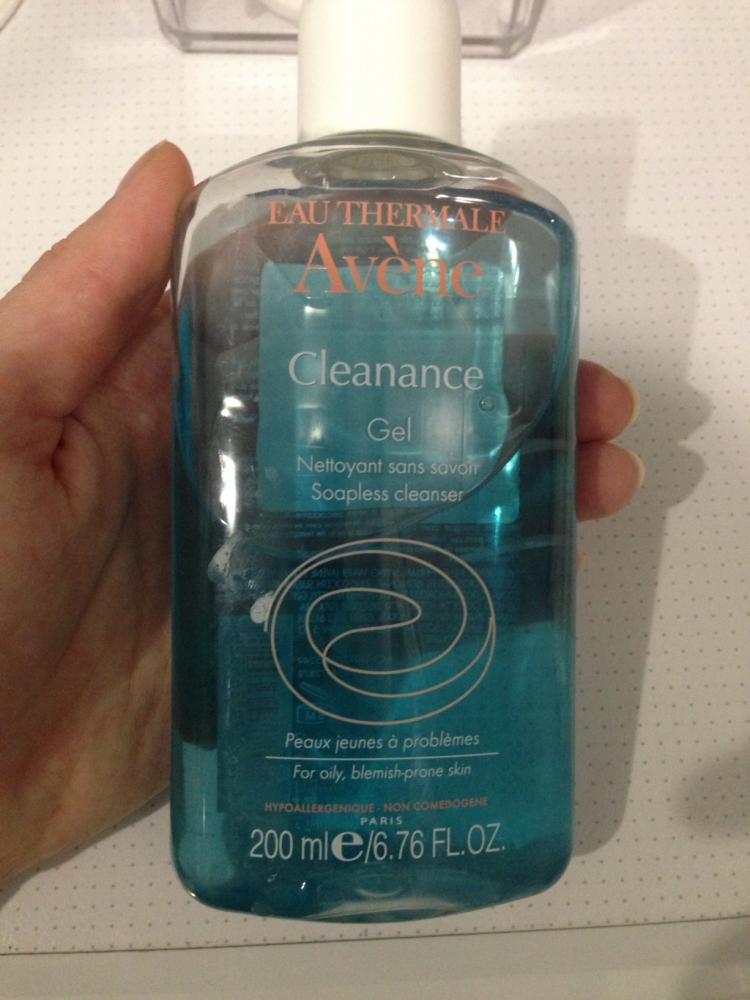 EAU THERMALE
Avène
Cleanance
Gel
Nettoyant sans savon
Soapless cleanser
Peaux jeunes à problèmes
For oily, blemish-prone skin
HYPOALLERGENIQUE - NON COMEDOGENE
PARIS
200 ml e/6.76 FL.OZ.